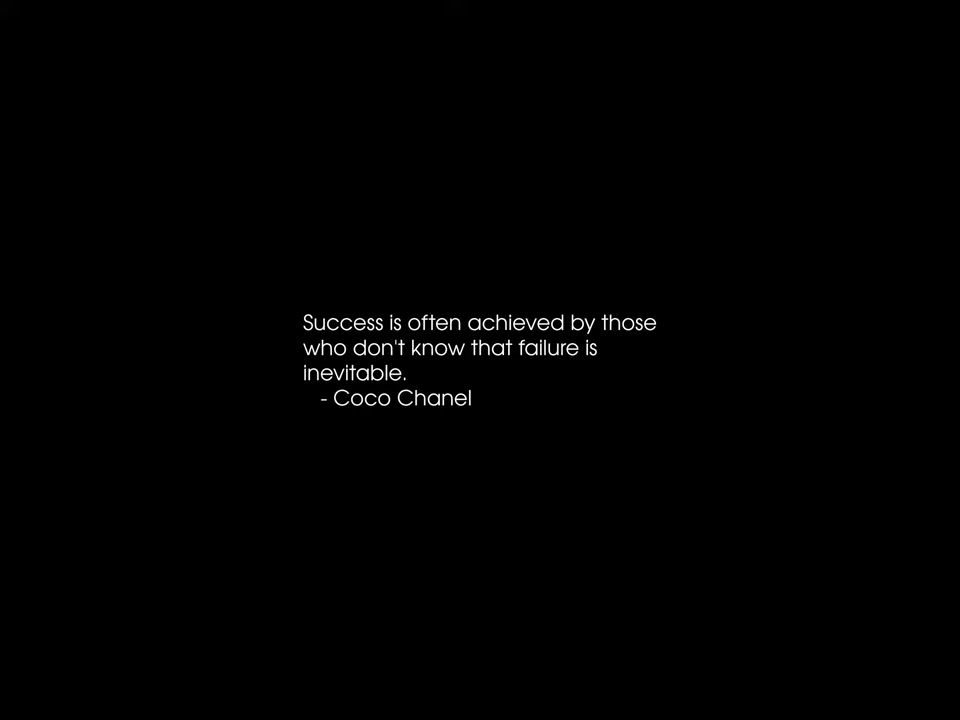 Success is often achieved by those
who don't know that failure is
inevitable.
- Coco Chanel